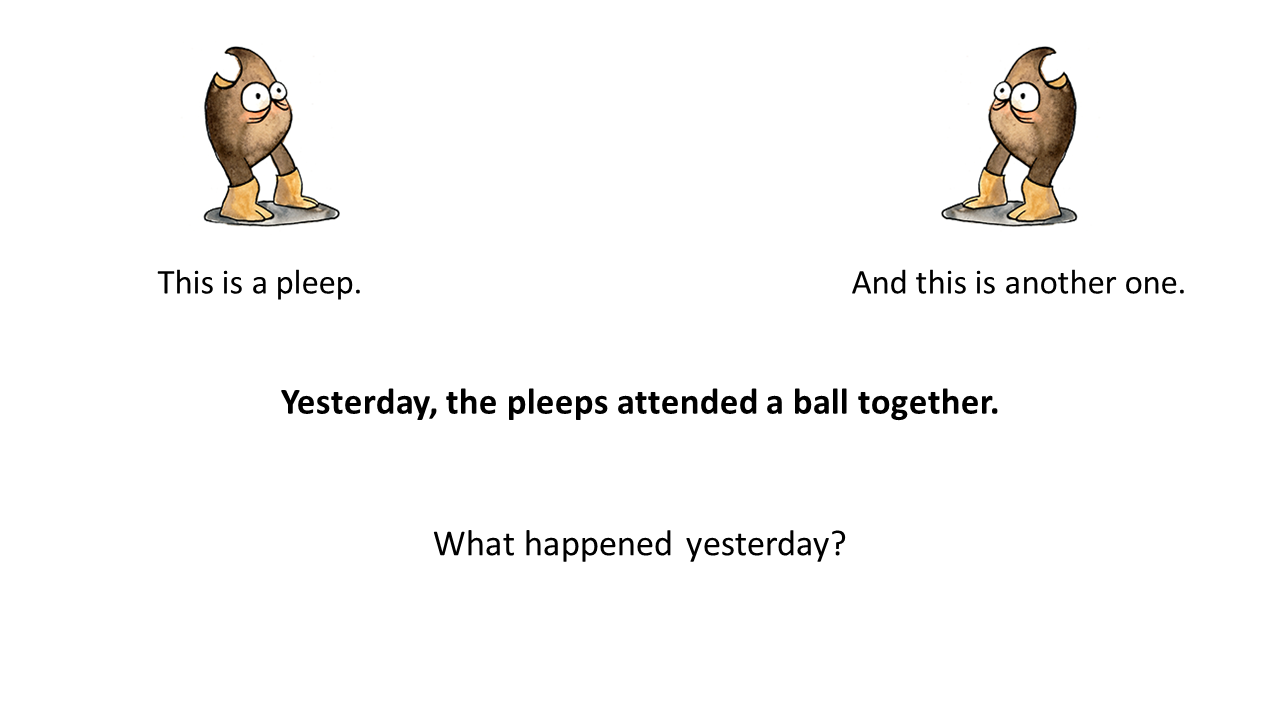 This is a pleep.
And this is another one.
Yesterday, the pleeps attended a ball together.
What happened yesterday?